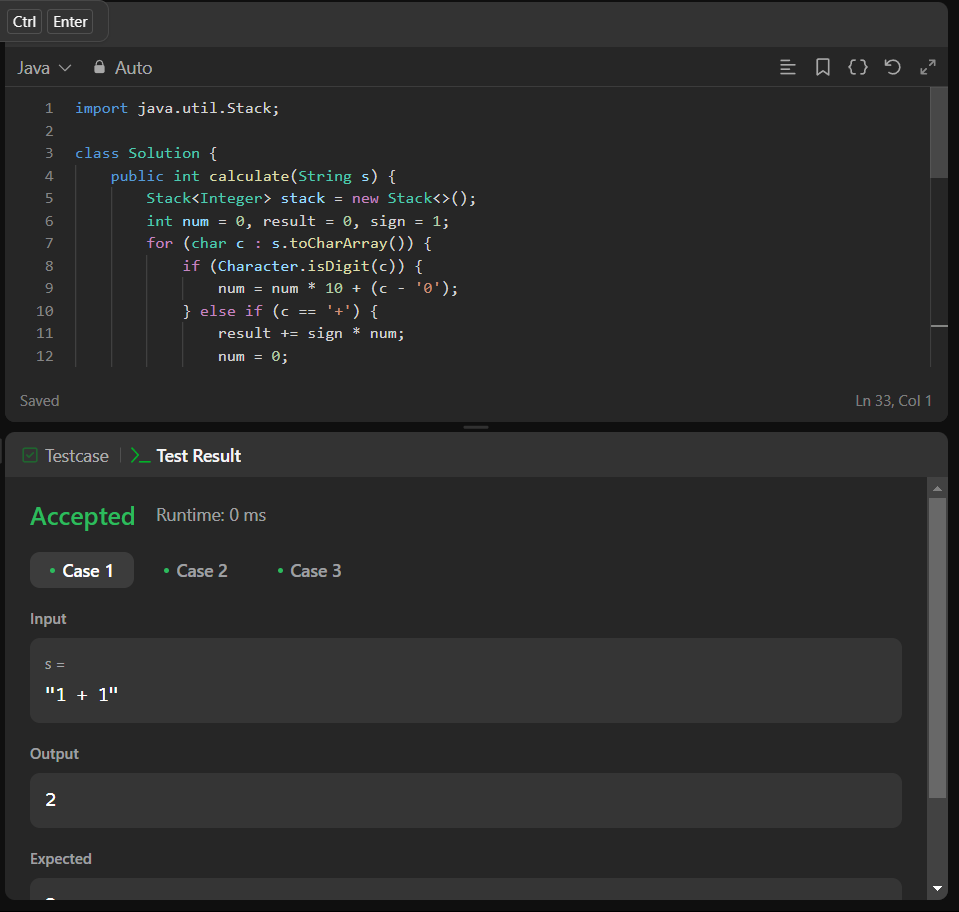 Ctrl Enter
Java Auto
1 import java.util.Stack;
2
3 class Solution {
4     public int calculate(String s) {
5         Stack<Integer> stack = new Stack<>();
6         int num = 0, result = 0, sign = 1;
7         for (char c : s.toCharArray()) {
8             if (Character.isDigit(c)) {
9                 num = num * 10 + (c - '0');
10             } else if (c == '+') {
11                 result += sign * num;
12                 num = 0;
Saved Ln 33, Col 1
Testcase >_ Test Result
Accepted Runtime: 0 ms
• Case 1 • Case 2 • Case 3
Input
s =
"1 + 1"
Output
2
Expected